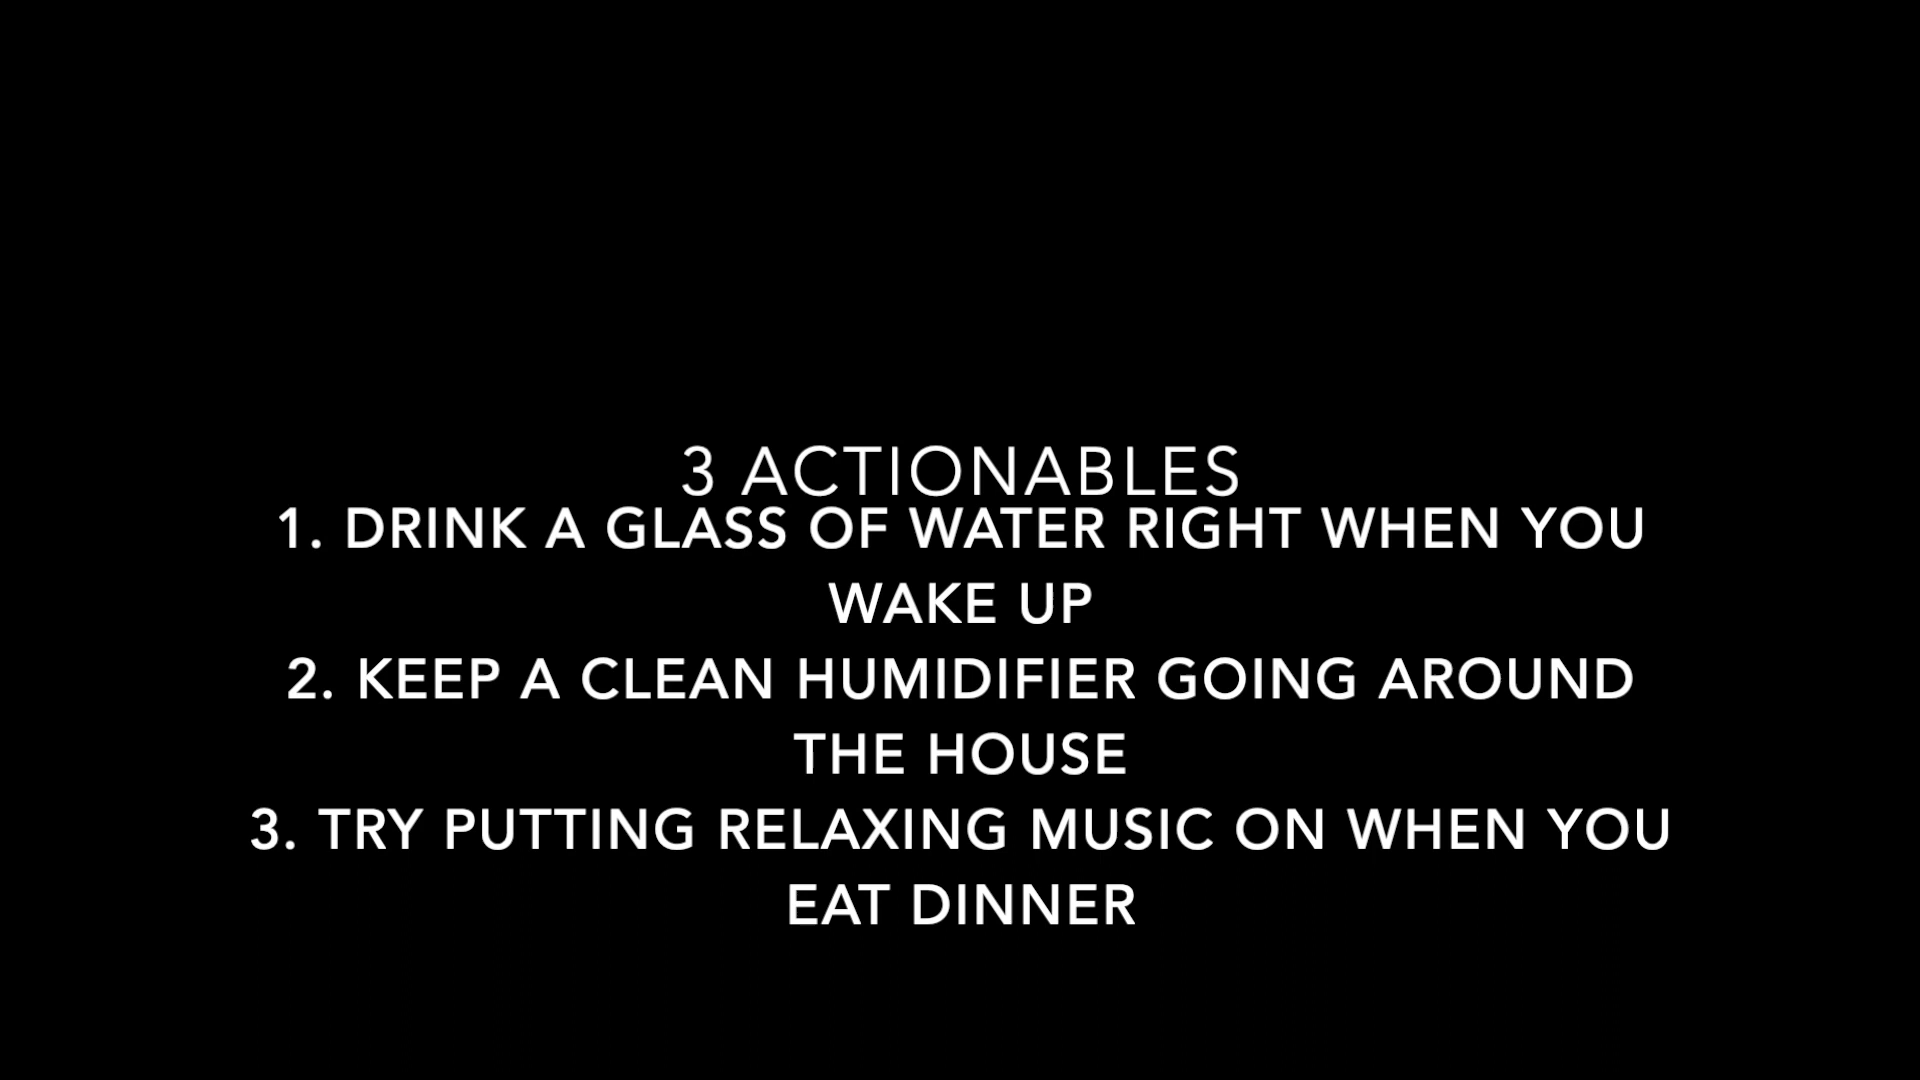 3 ACTIONABLES
1. DRINK A GLASS OF WATER RIGHT WHEN YOU
WAKE UP
2. KEEP A CLEAN HUMIDIFIER GOING AROUND
THE HOUSE
3. TRY PUTTING RELAXING MUSIC ON WHEN YOU
EAT DINNER